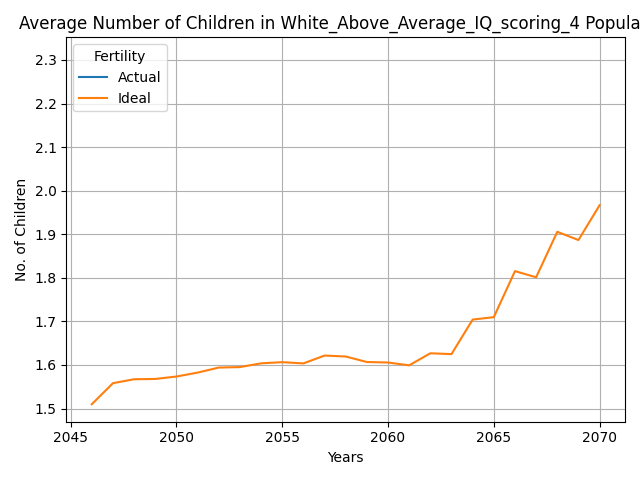 Average Number of Children in White_Above_Average_IQ_scoring_4 Popula
Fertility
Actual
Ideal
2.3
2.2
2.1
2.0
1.9
1.8
1.7
1.6
1.5
No. of Children
2045 2050 2055 2060 2065 2070
Years